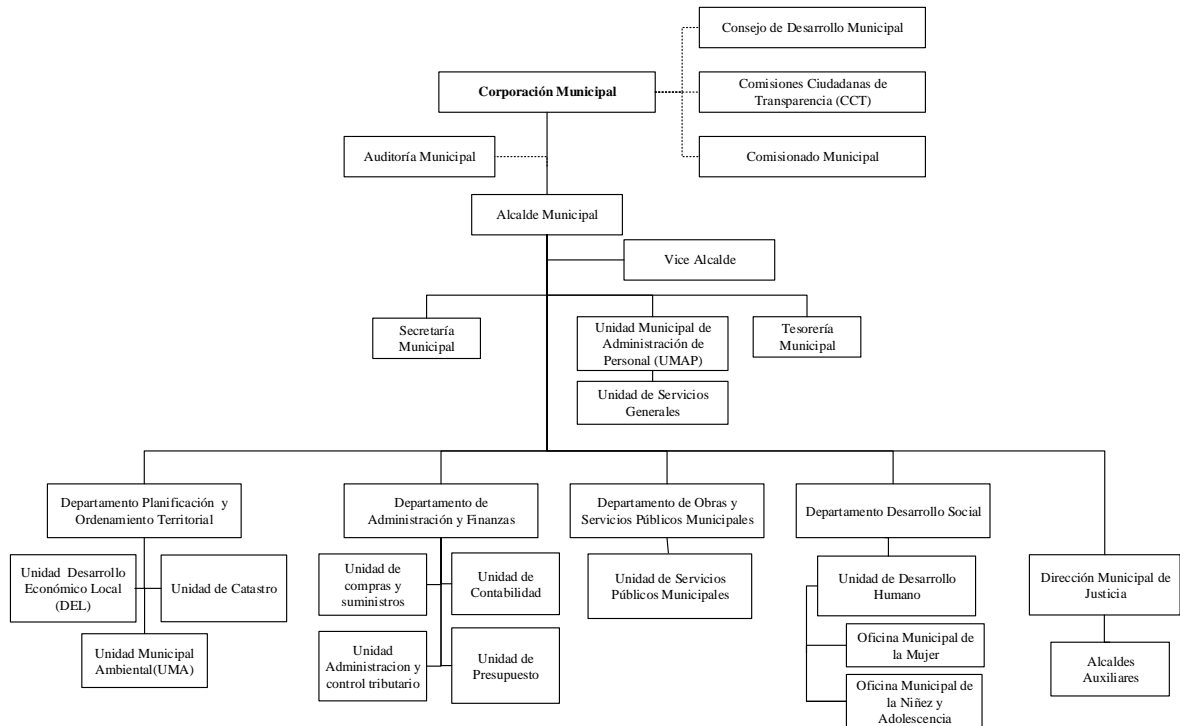 Consejo de Desarrollo Municipal
Corporación Municipal
Comisiones Ciudadanas de
Transparencia (CCT)
Auditoría Municipal
Comisionado Municipal
Alcalde Municipal
Vice Alcalde
Secretaría
Municipal
Unidad Municipal de
Administración de
Personal (UMAP)
Tesorería
Municipal
Unidad de Servicios
Generales
Departamento Planificación y
Ordenamiento Territorial
Departamento de
Administración y Finanzas
Departamento de Obras y
Servicios Públicos Municipales
Departamento Desarrollo Social
Unidad Desarrollo
Económico Local
(DEL)
Unidad de Catastro
Unidad Municipal
Ambiental(UMA)
Unidad de
compras y
suministros
Unidad de
Contabilidad
Unidad
Administracion y
control tributario
Unidad de
Presupuesto
Unidad de Servicios
Públicos Municipales
Unidad de Desarrollo
Humano
Oficina Municipal de
la Mujer
Oficina Municipal de
la Niñez y
Adolescencia
Dirección Municipal de
Justicia
Alcaldes
Auxiliares